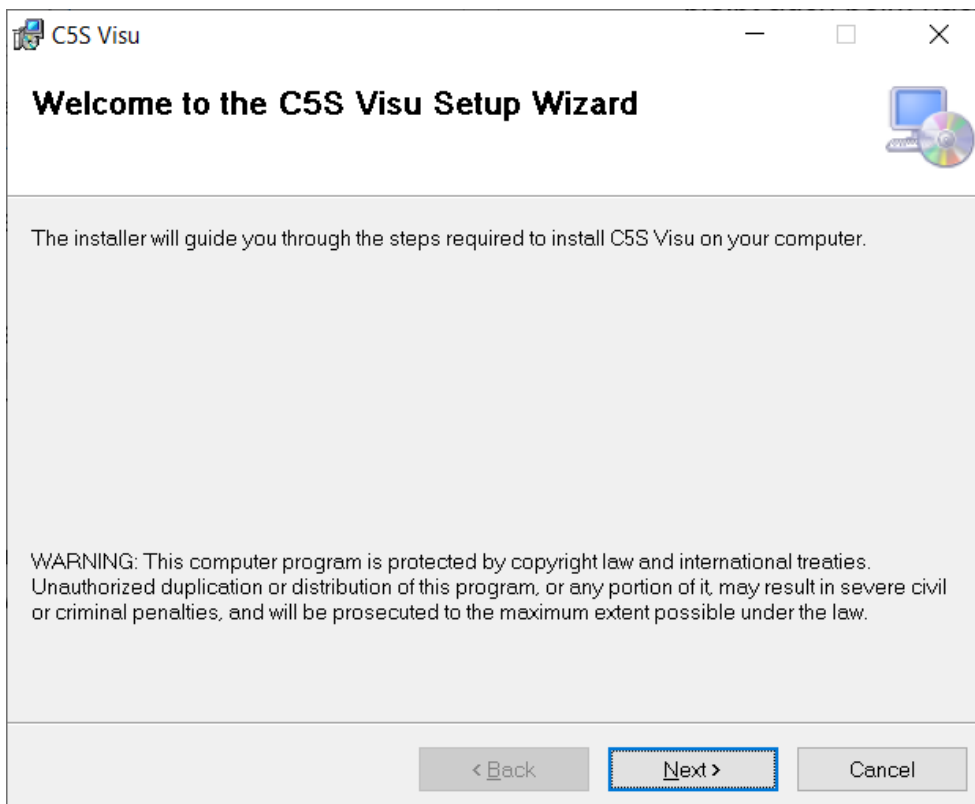 C5S Visu
Welcome to the C5S Visu Setup Wizard
The installer will guide you through the steps required to install C5S Visu on your computer.
WARNING: This computer program is protected by copyright law and international treaties.
Unauthorized duplication or distribution of this program, or any portion of it, may result in severe civil
or criminal penalties, and will be prosecuted to the maximum extent possible under the law.
< Back
Next >
Cancel